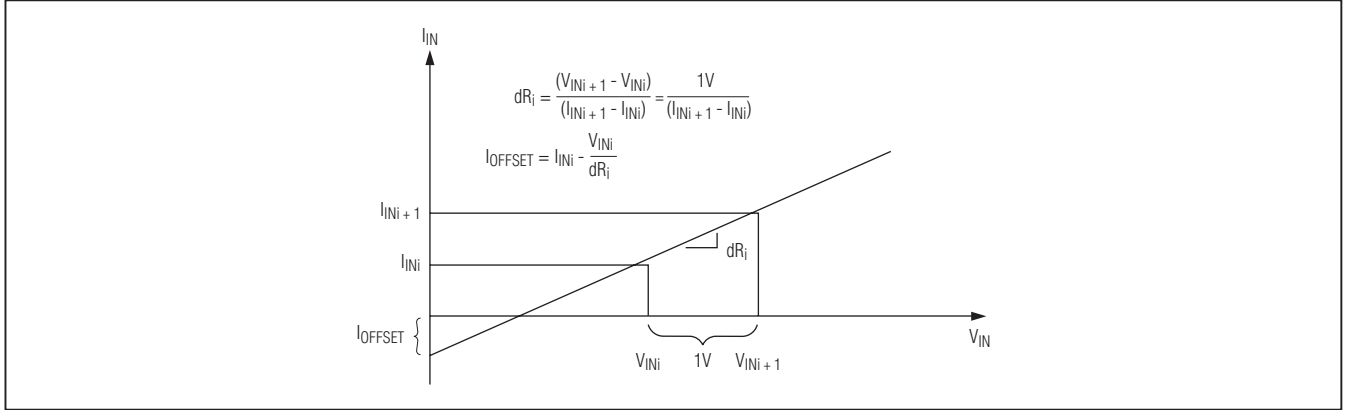 I_IN
dR_i = (V_INi + 1 - V_INi) / (I_INi + 1 - I_INi) = 1V / (I_INi + 1 - I_INi)
I_OFFSET = I_INi - V_INi / dR_i
I_INi + 1
dR_i
I_INi
I_OFFSET {
V_IN
V_INi 1V V_INi + 1